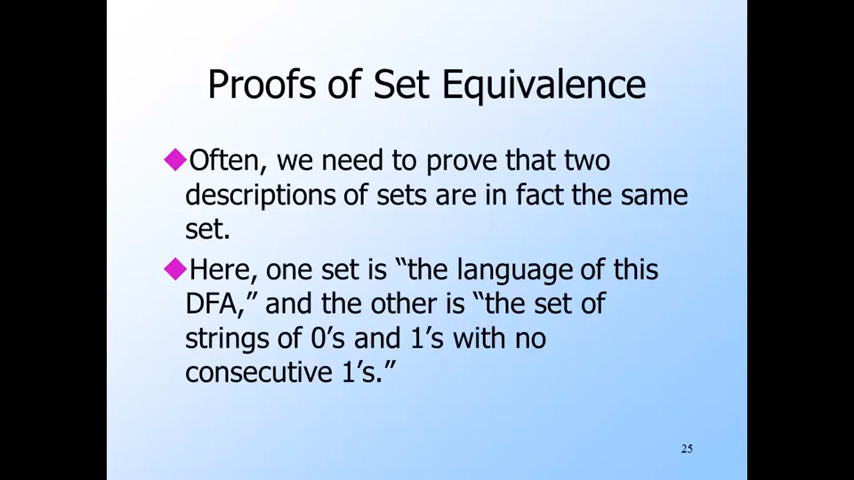 Proofs of Set Equivalence
Often, we need to prove that two
descriptions of sets are in fact the same
set.
Here, one set is “the language of this
DFA,” and the other is “the set of
strings of 0’s and 1’s with no
consecutive 1’s.”
25